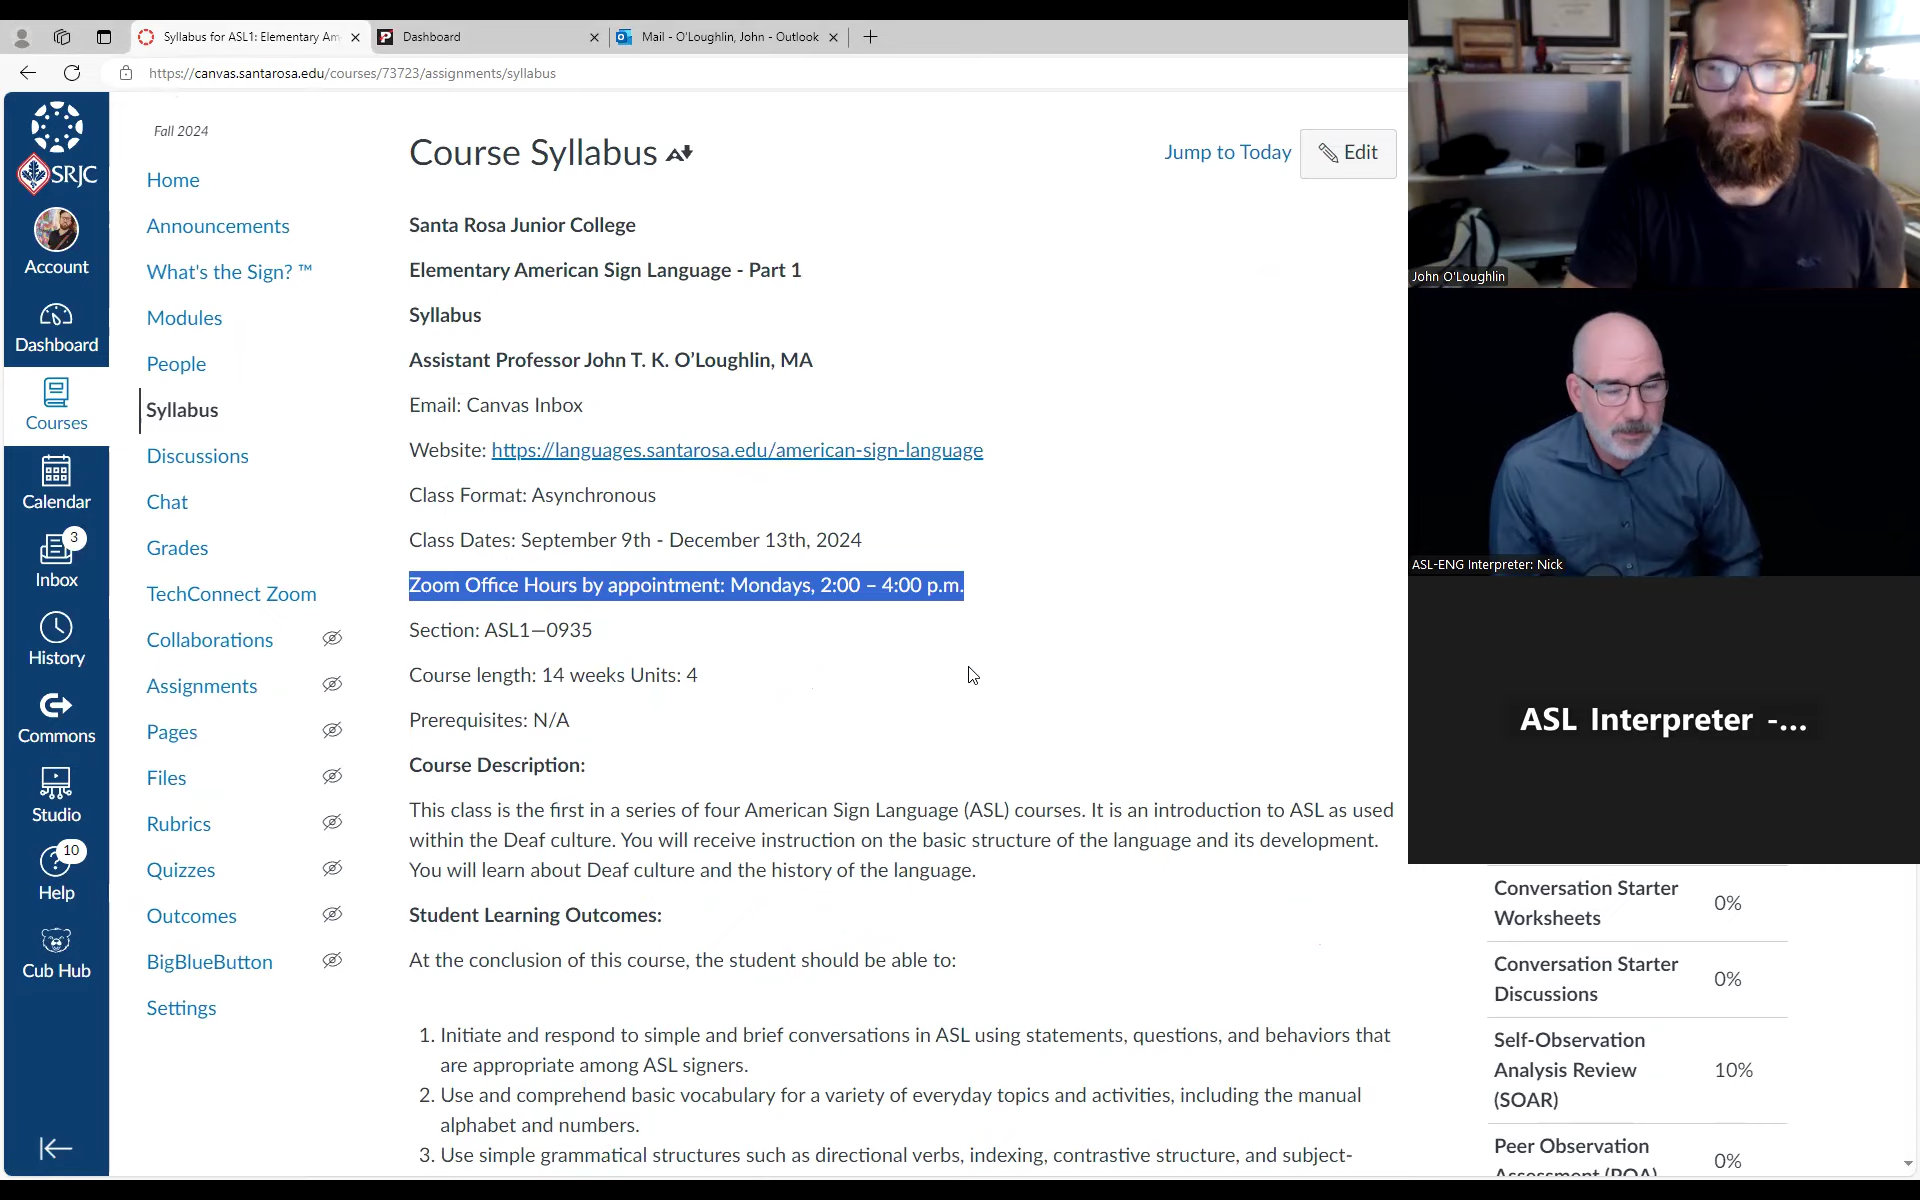 Syllabus for ASL1: Elementary Am
Dashboard
Mail - O'Loughlin, John - Outlook
https://canvas.santarosa.edu/courses/73723/assignments/syllabus
SRJC
Account
Dashboard
Courses
Calendar
3
Inbox
History
Commons
Studio
10
Help
Cub Hub
Fall 2024
Home
Announcements
What's the Sign? ™
Modules
People
Syllabus
Discussions
Chat
Grades
TechConnect Zoom
Collaborations
Assignments
Pages
Files
Rubrics
Quizzes
Outcomes
BigBlueButton
Settings
Course Syllabus
Jump to Today
Edit
Santa Rosa Junior College
Elementary American Sign Language - Part 1
Syllabus
Assistant Professor John T. K. O’Loughlin, MA
Email: Canvas Inbox
Website: https://languages.santarosa.edu/american-sign-language
Class Format: Asynchronous
Class Dates: September 9th - December 13th, 2024
Zoom Office Hours by appointment: Mondays, 2:00 – 4:00 p.m.
Section: ASL1—0935
Course length: 14 weeks Units: 4
Prerequisites: N/A
Course Description:
This class is the first in a series of four American Sign Language (ASL) courses. It is an introduction to ASL as used
within the Deaf culture. You will receive instruction on the basic structure of the language and its development.
You will learn about Deaf culture and the history of the language.
Student Learning Outcomes:
At the conclusion of this course, the student should be able to:
1. Initiate and respond to simple and brief conversations in ASL using statements, questions, and behaviors that
are appropriate among ASL signers.
2. Use and comprehend basic vocabulary for a variety of everyday topics and activities, including the manual
alphabet and numbers.
3. Use simple grammatical structures such as directional verbs, indexing, contrastive structure, and subject-
John O'Loughlin
ASL-ENG Interpreter: Nick
ASL Interpreter -...
Conversation Starter
Worksheets
0%
Conversation Starter
Discussions
0%
Self-Observation
Analysis Review
(SOAR)
10%
Peer Observation
Assessment (POA)
0%